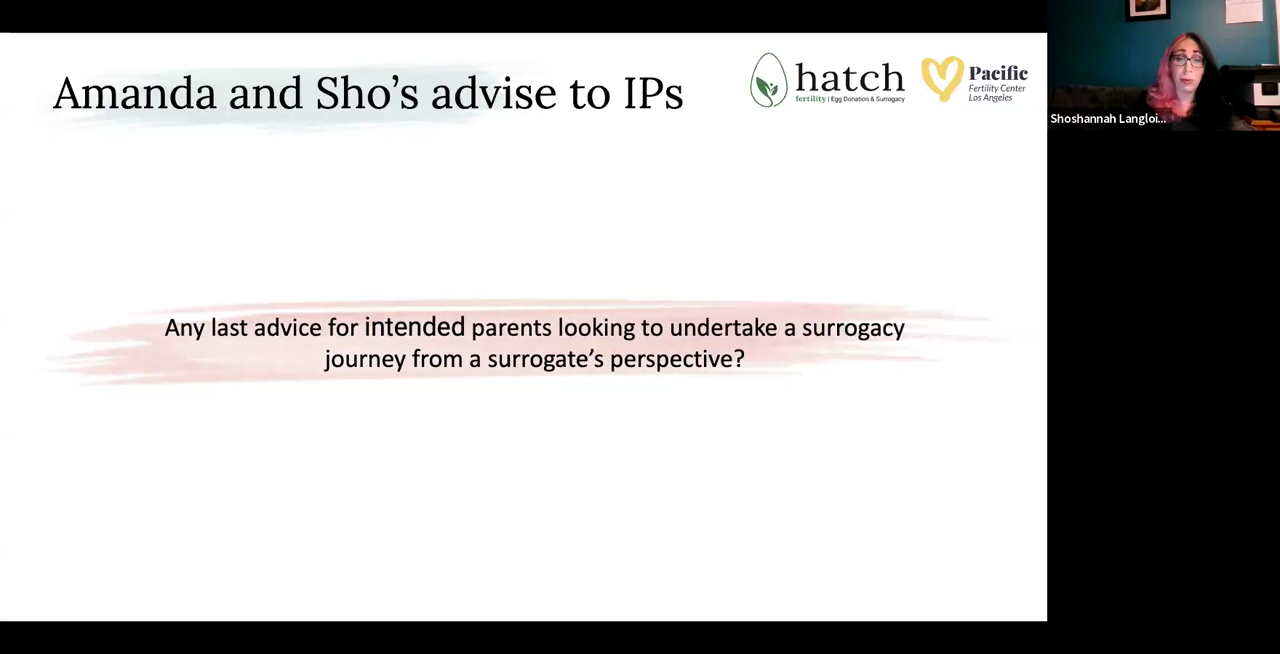 Amanda and Sho's advise to IPs
hatch
fertility | Egg Donation & Surrogacy
Pacific
Fertility Center
Los Angeles
Shoshannah Langloi...
Any last advice for intended parents looking to undertake a surrogacy
journey from a surrogate's perspective?